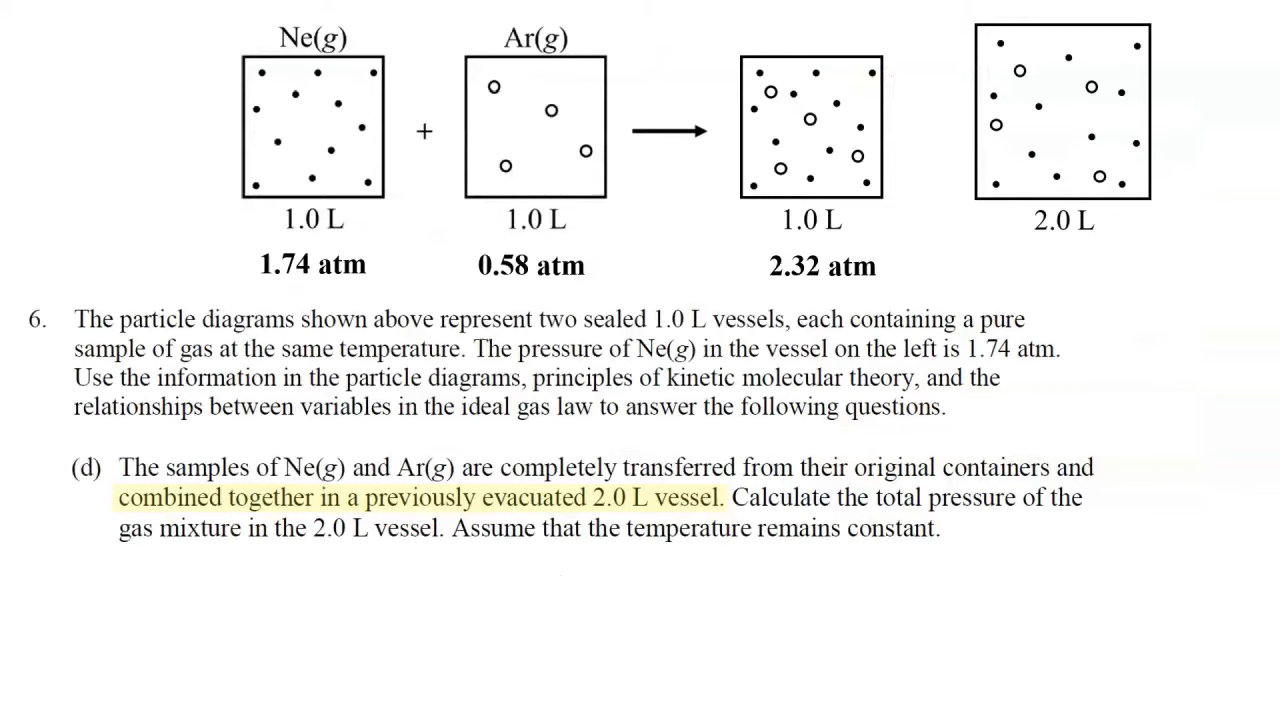 Ne(g)
Ar(g)
+
1.0 L
1.0 L
1.0 L
2.0 L
1.74 atm
0.58 atm
2.32 atm
6. The particle diagrams shown above represent two sealed 1.0 L vessels, each containing a pure
sample of gas at the same temperature. The pressure of Ne(g) in the vessel on the left is 1.74 atm.
Use the information in the particle diagrams, principles of kinetic molecular theory, and the
relationships between variables in the ideal gas law to answer the following questions.
(d) The samples of Ne(g) and Ar(g) are completely transferred from their original containers and
combined together in a previously evacuated 2.0 L vessel. Calculate the total pressure of the
gas mixture in the 2.0 L vessel. Assume that the temperature remains constant.